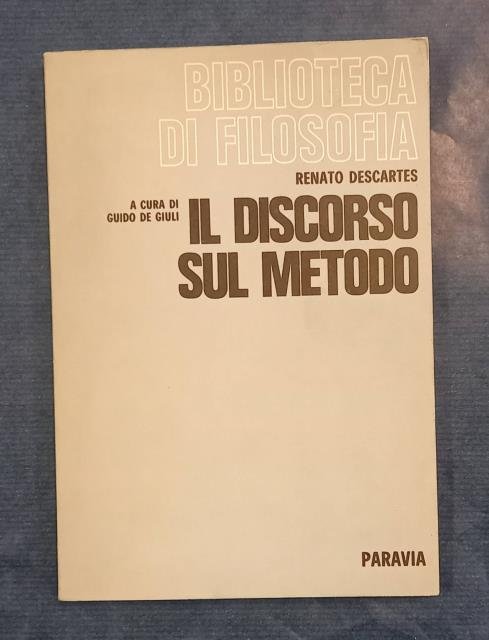 BIBLIOTECA
DI FILOSOFIA
RENATO DESCARTES
A CURA DI
GUIDO DE GIULI
IL DISCORSO
SUL METODO
PARAVIA